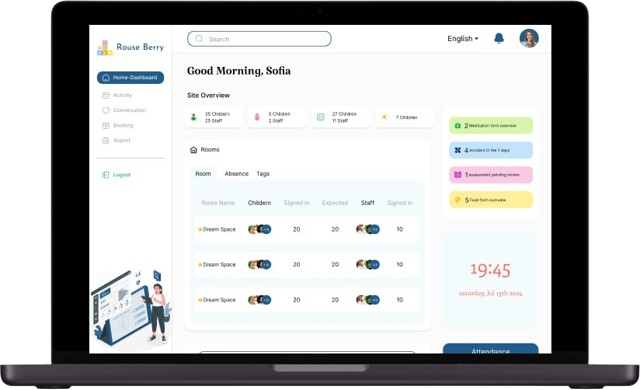 Rouse Berry
Search
English
Home-Dashboard
Activity
Conversation
Booking
Report
Logout
Good Morning, Sofia
Site Overview
25 Staff
5 Children
2 Staff
27 Children
11 Staff
7 Children
Rooms
Room Absence Tags
Rome Name Childern Signed in Expected Staff Signed in
Dream Space 20 20 10
Dream Space 20 20 10
Dream Space 20 20 10
2 Medication form overview
4 Accident in the 7 days
1 assessment pending review
5 Food form overview
19:45
saturday, Jul 13th 2024
Attendance